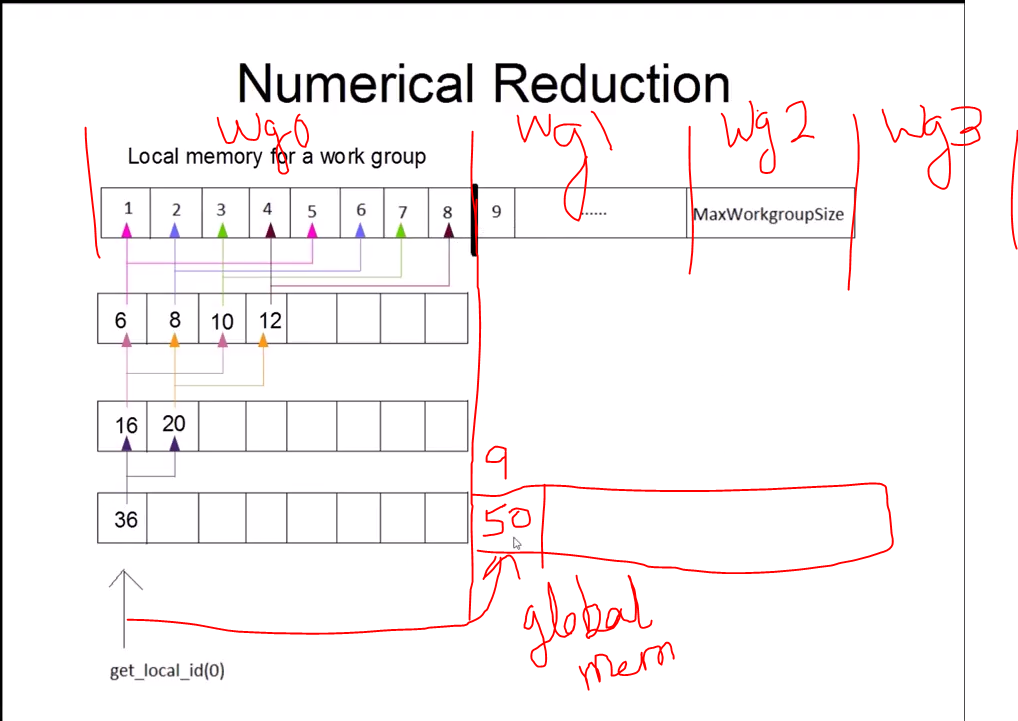 Numerical Reduction
Wg0 Wg1 Wg2 Wg3
Local memory for a work group
1 2 3 4 5 6 7 8 9 ...... MaxWorkgroupSize
6 8 10 12
16 20
9
36 50
global
mem
get_local_id(0)